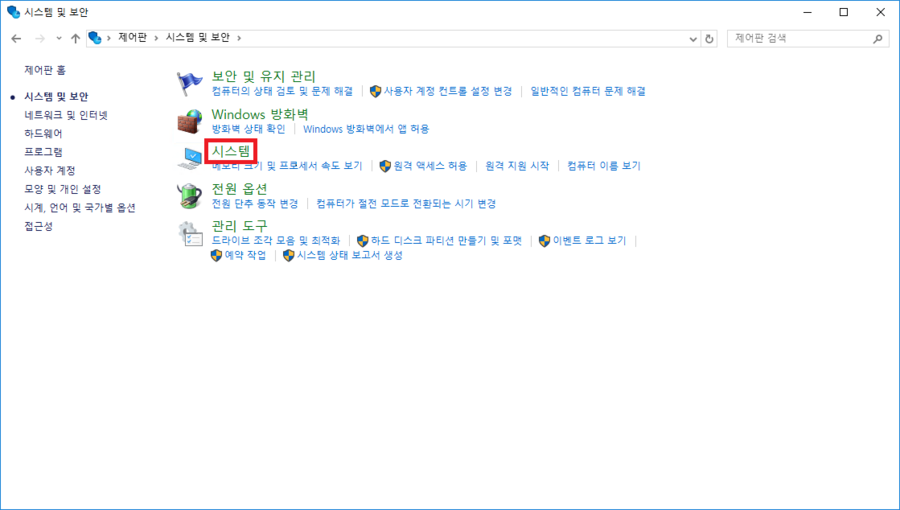 시스템 및 보안
제어판 › 시스템 및 보안 ›
제어판 검색
제어판 홈
시스템 및 보안
네트워크 및 인터넷
하드웨어
프로그램
사용자 계정
모양 및 개인 설정
시계, 언어 및 국가별 옵션
접근성
보안 및 유지 관리
컴퓨터의 상태 검토 및 문제 해결 | 사용자 계정 컨트롤 설정 변경 | 일반적인 컴퓨터 문제 해결
Windows 방화벽
방화벽 상태 확인 | Windows 방화벽에서 앱 허용
시스템
메모리 크기 및 프로세서 속도 보기 | 원격 액세스 허용 | 원격 지원 시작 | 컴퓨터 이름 보기
전원 옵션
전원 단추 동작 변경 | 컴퓨터가 절전 모드로 전환되는 시기 변경
관리 도구
드라이브 조각 모음 및 최적화 | 하드 디스크 파티션 만들기 및 포맷 | 이벤트 로그 보기 |
예약 작업 | 시스템 상태 보고서 생성